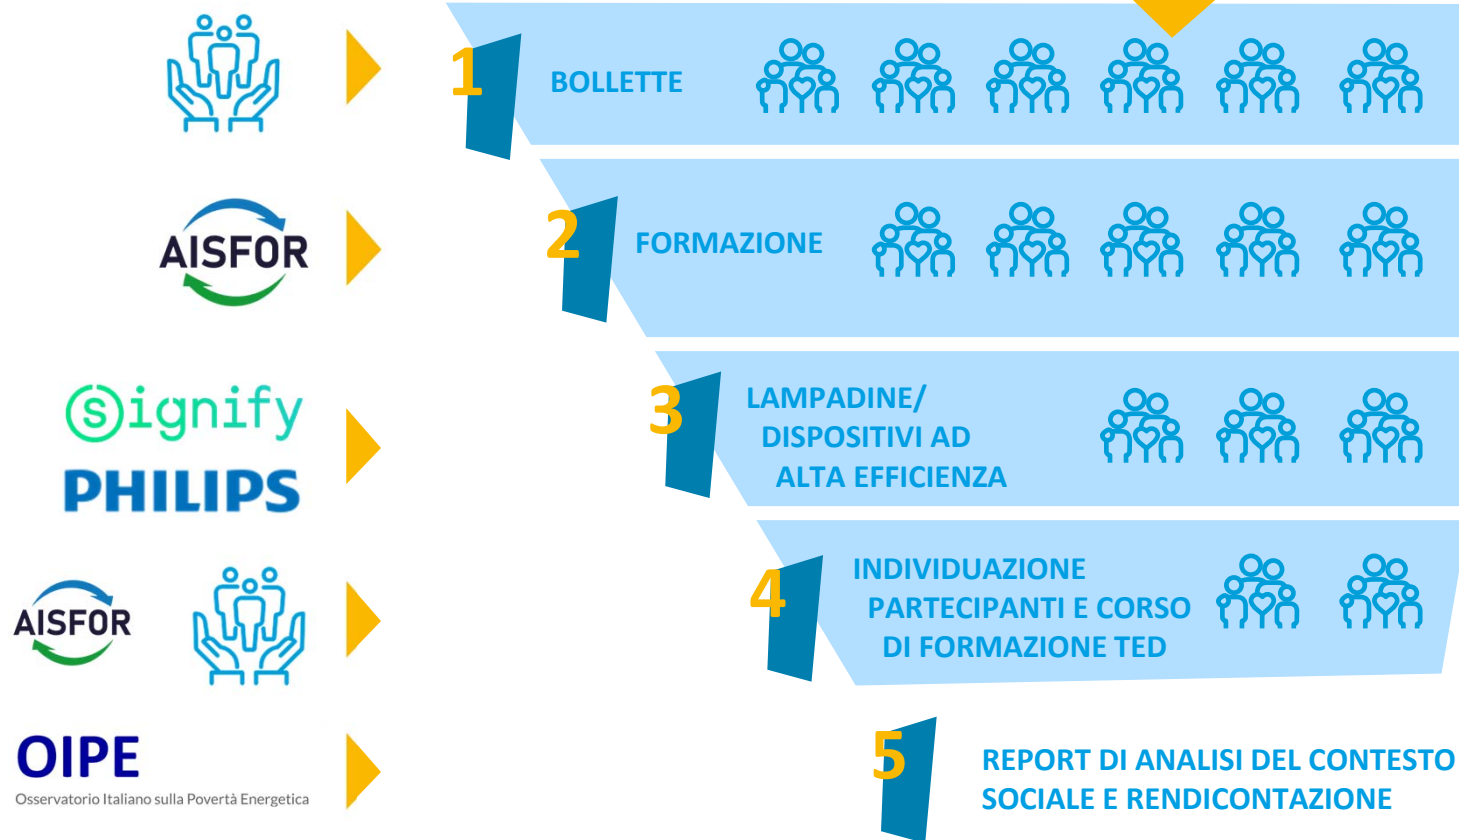 1
BOLLETTE
AISFOR
2
FORMAZIONE
signify
PHILIPS
3
LAMPADINE/
DISPOSITIVI AD
ALTA EFFICIENZA
AISFOR
4
INDIVIDUAZIONE
PARTECIPANTI E CORSO
DI FORMAZIONE TED
OIPE
Osservatorio Italiano sulla Povertà Energetica
5
REPORT DI ANALISI DEL CONTESTO
SOCIALE E RENDICONTAZIONE